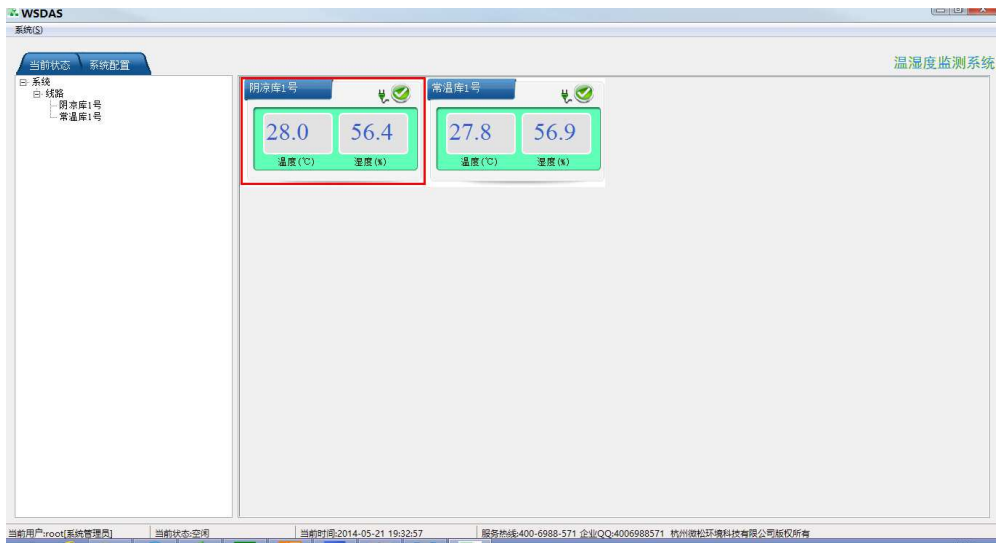 WSDAS
系统(S)
当前状态 系统配置
温湿度监测系统
系统
线路
阴凉库1号
常温库1号
阴凉库1号
28.0 56.4
温度(℃) 湿度(%)
常温库1号
27.8 56.9
温度(℃) 湿度(%)
当前用户:root[系统管理员] 当前状态:空闲 当前时间:2014-05-21 19:32:57 服务热线:400-6988-571 企业QQ:4006988571 杭州微松环境科技有限公司版权所有